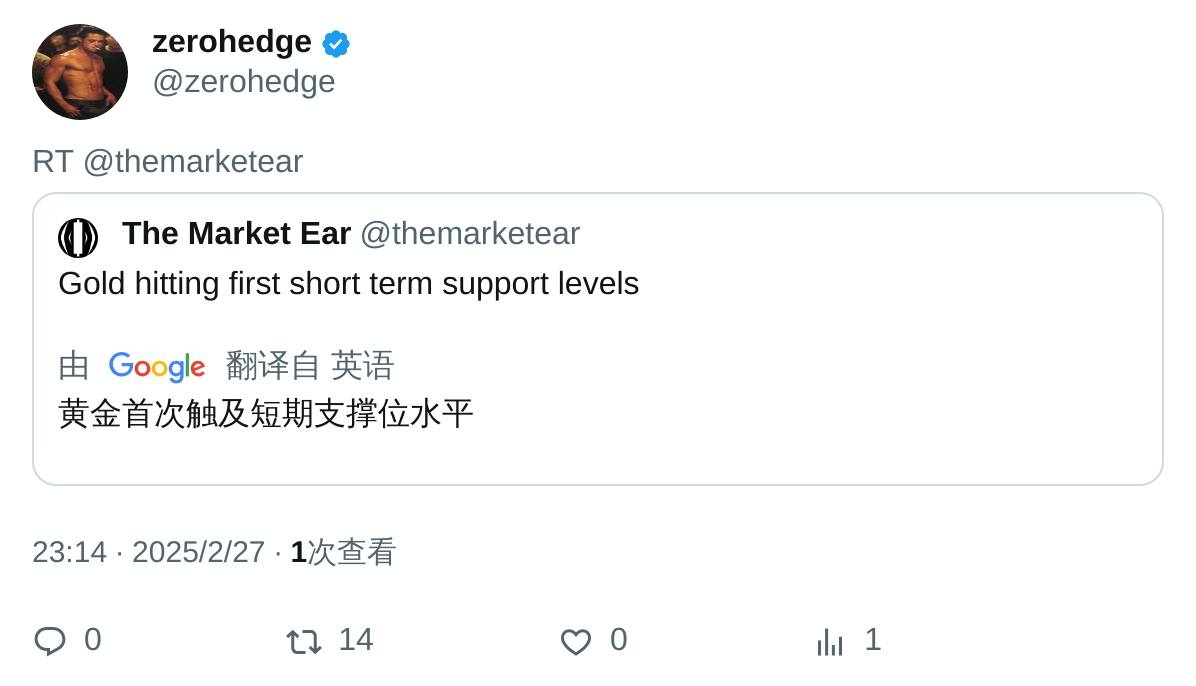 zerohedge
@zerohedge
RT @themarketear
The Market Ear @themarketear
Gold hitting first short term support levels
由 Google 翻译自 英语
黄金首次触及短期支撑位水平
23:14 · 2025/2/27 · 1次查看
0 14 0 1